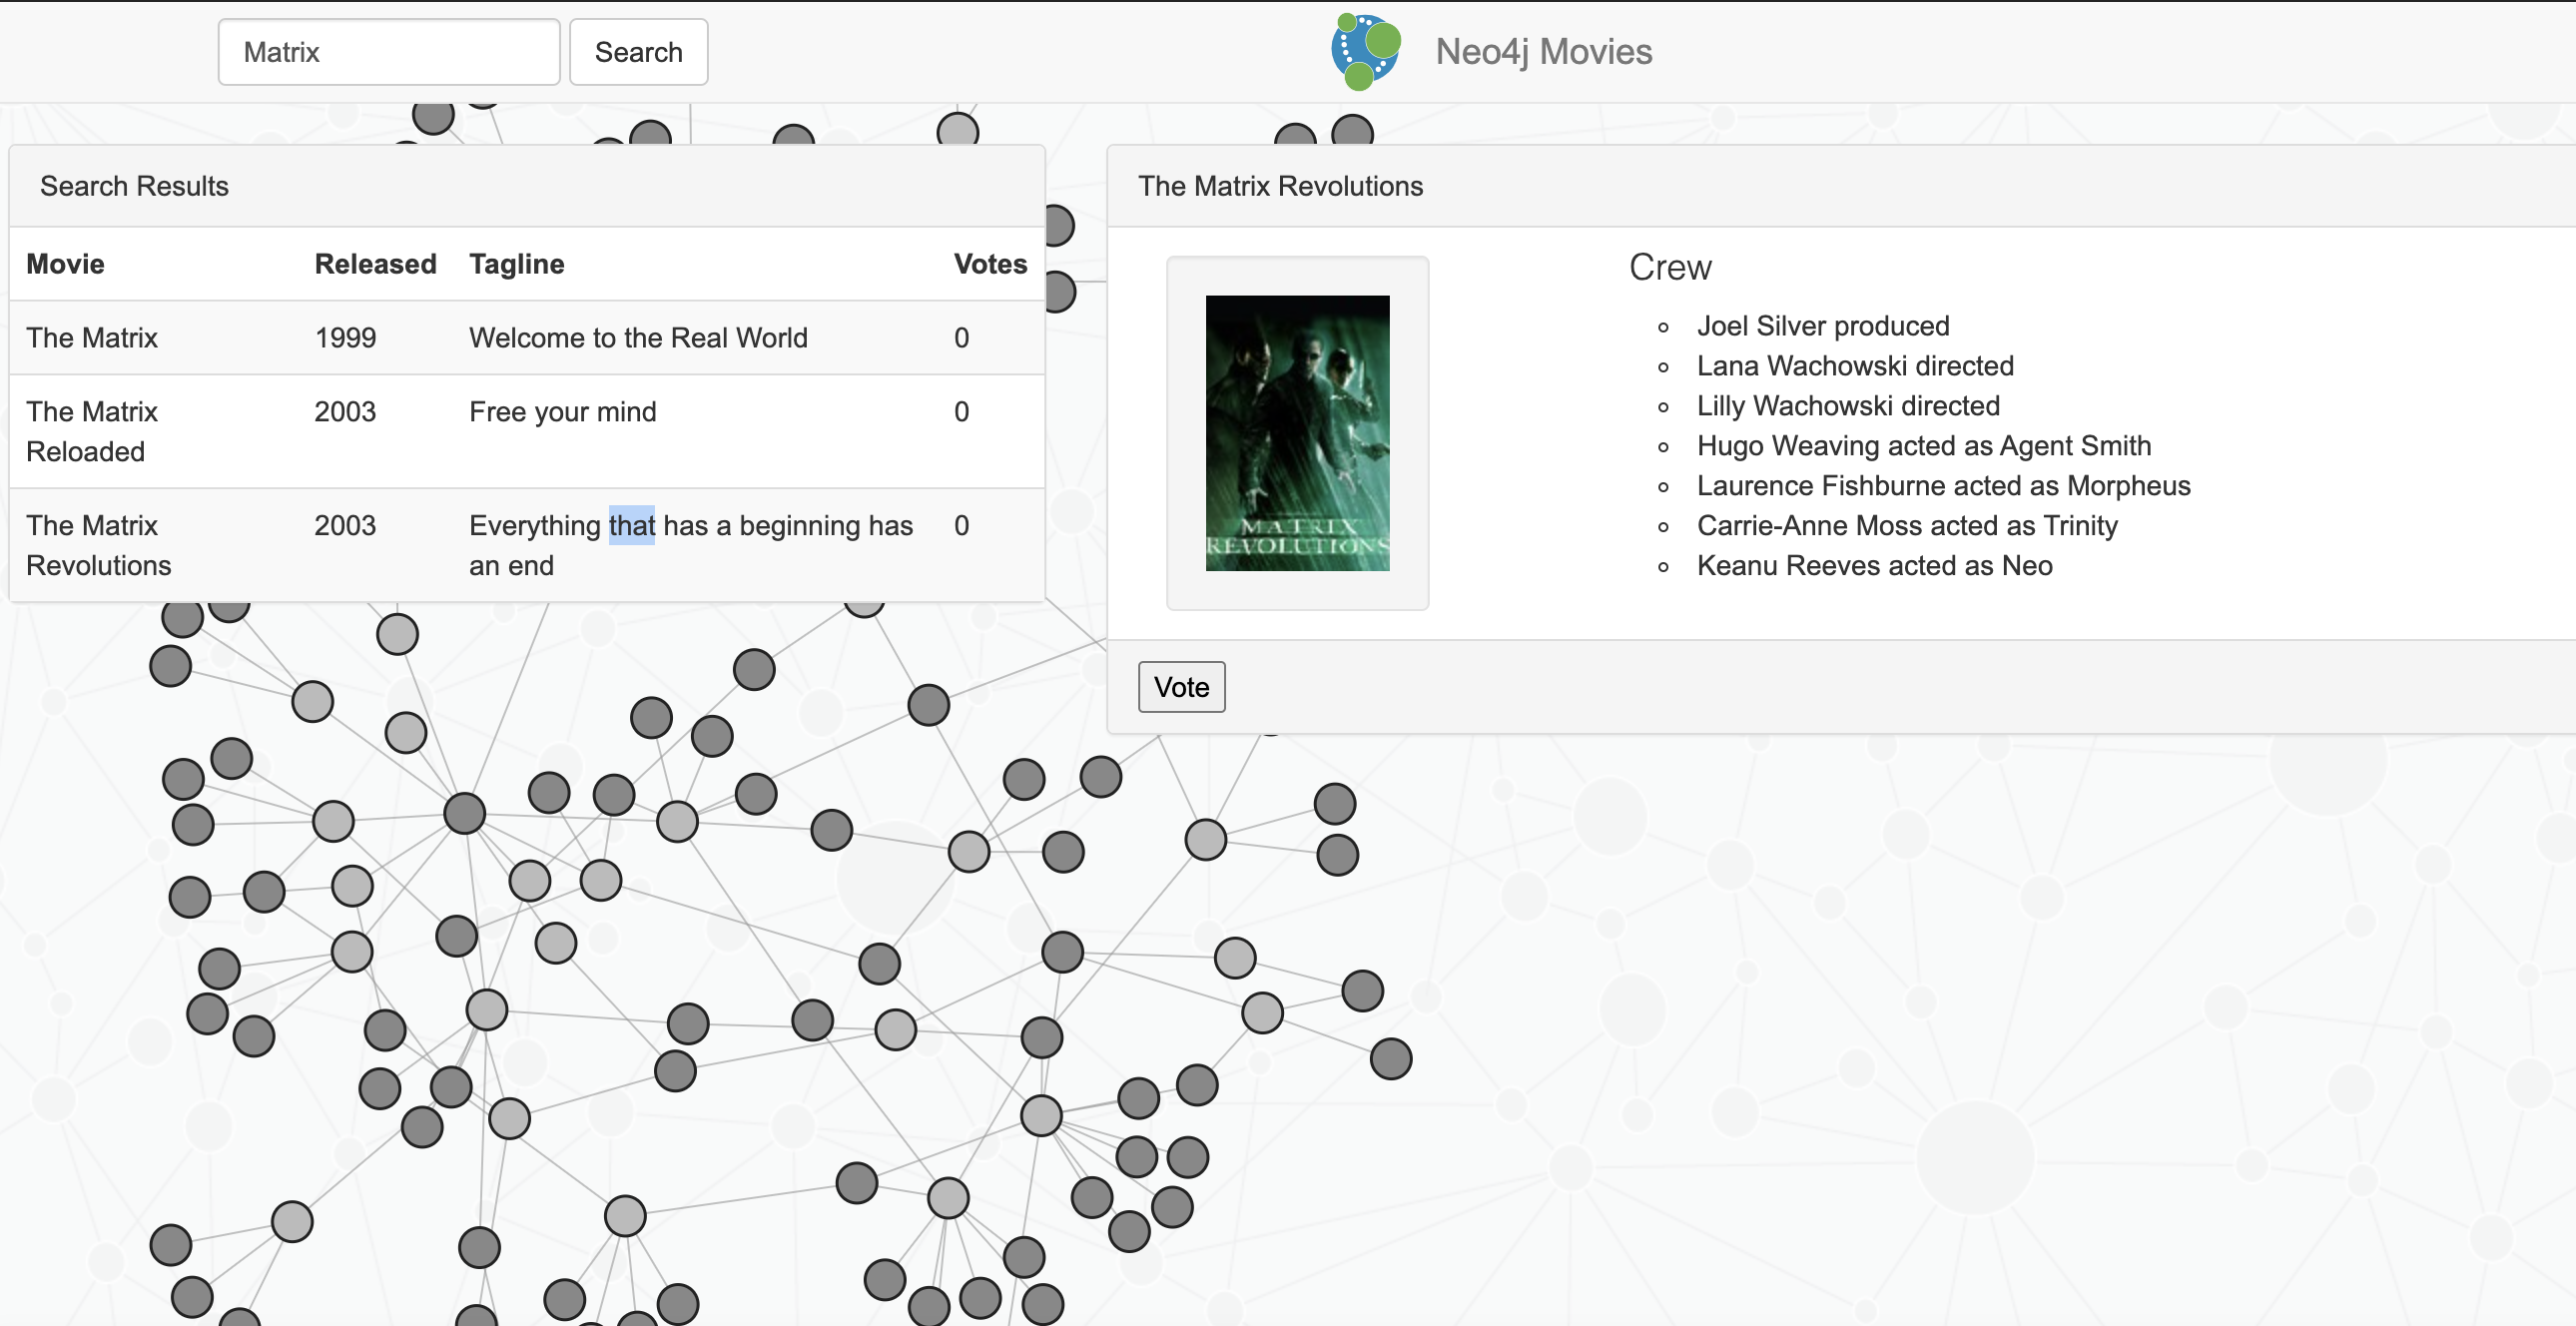 Matrix
Search
Neo4j Movies
Search Results
Movie Released Tagline Votes
The Matrix 1999 Welcome to the Real World 0
The Matrix 2003 Free your mind 0
Reloaded
The Matrix 2003 Everything that has a beginning has 0
Revolutions an end
The Matrix Revolutions
MATRIX
REVOLUTIONS
Crew
Joel Silver produced
Lana Wachowski directed
Lilly Wachowski directed
Hugo Weaving acted as Agent Smith
Laurence Fishburne acted as Morpheus
Carrie-Anne Moss acted as Trinity
Keanu Reeves acted as Neo
Vote